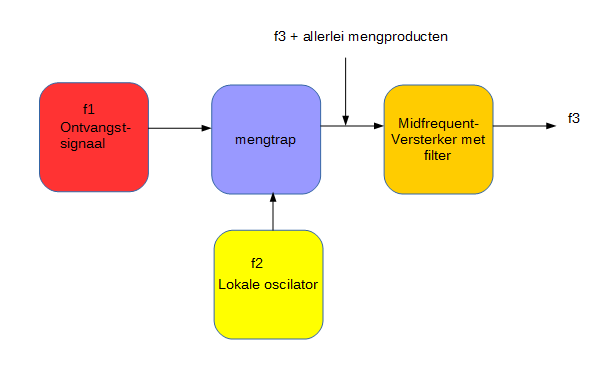 f3 + allerlei mengproducten
f1
Ontvangst-
signaal
mengtrap
Midfrequent-
Versterker met
filter
f3
f2
Lokale oscilator